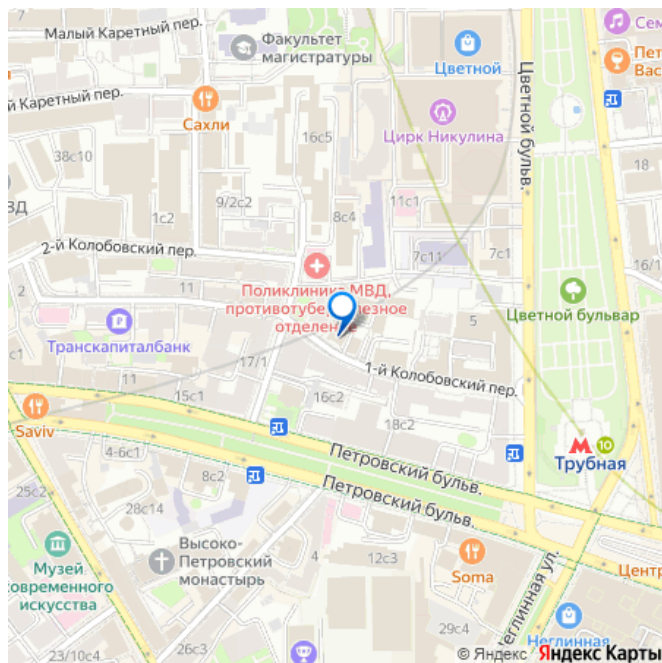 Малый Каретный пер.
Факультет
магистратуры
Цветной
Сем
Пет
Вас
й Каретный пер.
Сахли
Цирк Никулина
Цветной бульв.
16с5
38с10
18
9/2с2
11с1
ВД
1с2
8с4
2-й Колобовский пер.
7с11
7с1
16/1
Поликлиника МВД,
противотуберкулезное
отделение
2
11
5
Цветной бульвар
Транскапиталбанк
17/1
1-й Колобовский пер.
11
15с1
16с2
Saviv
18с2
10
Трубная
4-6с1
Петровский бульв.
8с2
25с2
Петровский бульв.
28с14
Музей
современного
искусства
Высоко-
Петровский
монастырь
4
12с3
Soma
Центр
Неглинная ул.
29с4
Неглинная
23/10с4
26с3
© Яндекс Яндекс Карты